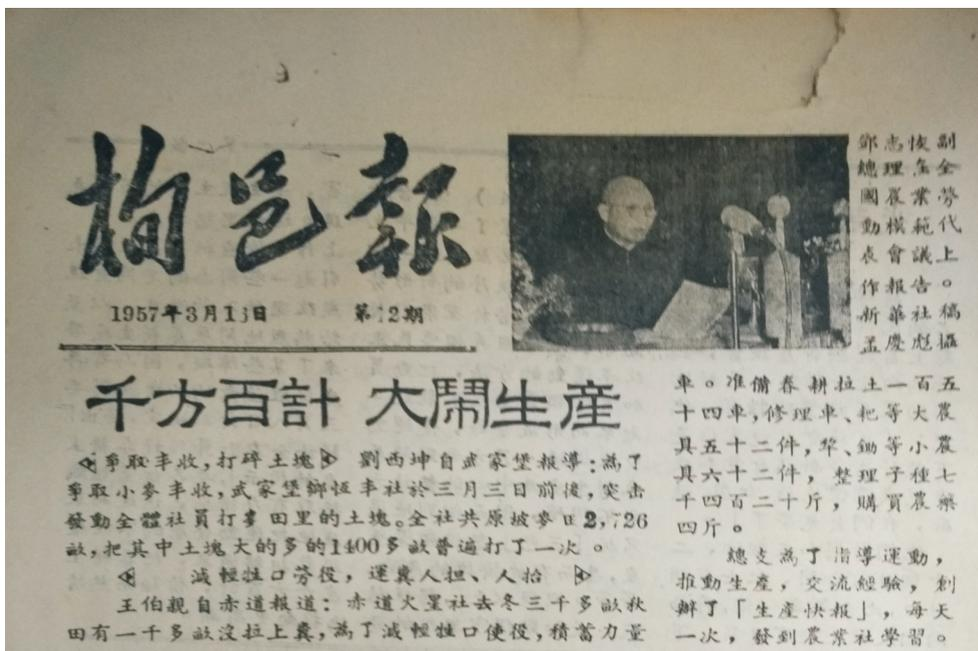 栒邑報
1957年3月13日 第12期
鄧志恢副
總理在全
國農業勞
動模範代
表會議上
作報告。
新華社稿
孟慶彪攝
千方百計 大鬧生產
爭取丰收,打碎土塊 劉西坤自武家堡報導:爲了
爭取小麥丰收,武家堡鄉恆丰社於三月三日前後,突击
發動全體社員打麥田里的土塊。全社共原坡麥田2,726
畝,把其中土塊大的多的1400多畝普遍打了一次。
減輕牲口劳役,運糞人担、人抬
王伯親自赤道報道:赤道火星社去冬三千多畝秋
田有一千多畝沒拉上糞,爲了減輕牲口使役,積蓄力量
車。准備春耕拉土一百五
十四車,修理車、耙等大農
具五十二件,犂、鋤等小農
具六十二件,整理子種七
千四百二十斤,購買農藥
四斤。
總支爲了指導運動,
推動生產,交流經驗,創
辦了「生產快報」,每天
一次,發到農業社學習。